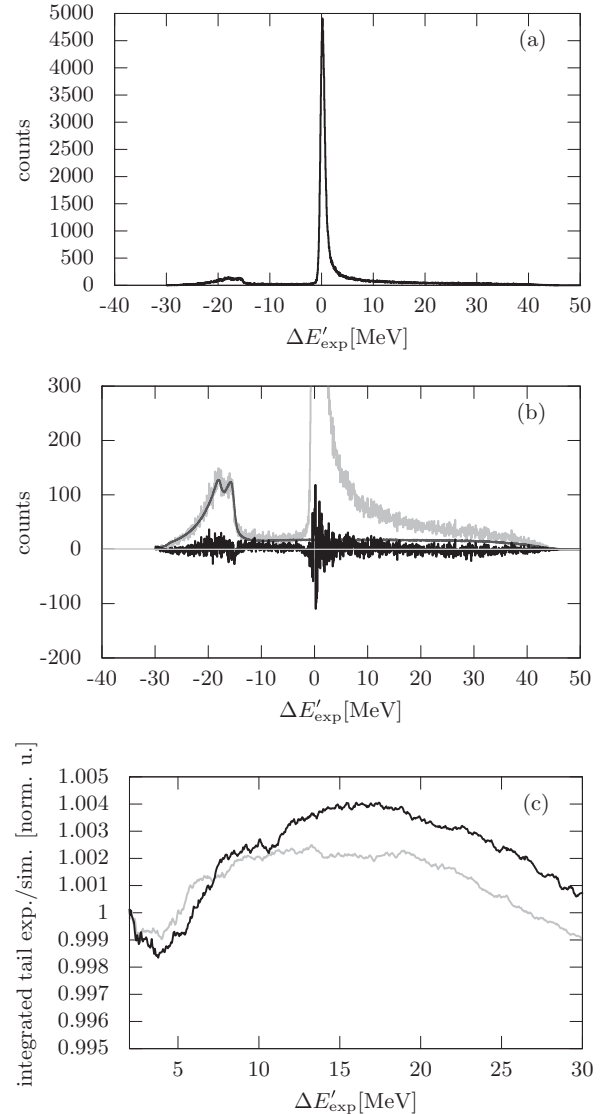 5000
4500
4000
3500
3000
2500
2000
1500
1000
500
0
counts
(a)
-40 -30 -20 -10 0 10 20 30 40 50
ΔE′exp[MeV]
300
200
100
0
-100
-200
counts
(b)
-40 -30 -20 -10 0 10 20 30 40 50
ΔE′exp[MeV]
1.005
1.004
1.003
1.002
1.001
1
0.999
0.998
0.997
0.996
0.995
integrated tail exp./sim. [norm. u.]
(c)
5 10 15 20 25 30
ΔE′exp[MeV]